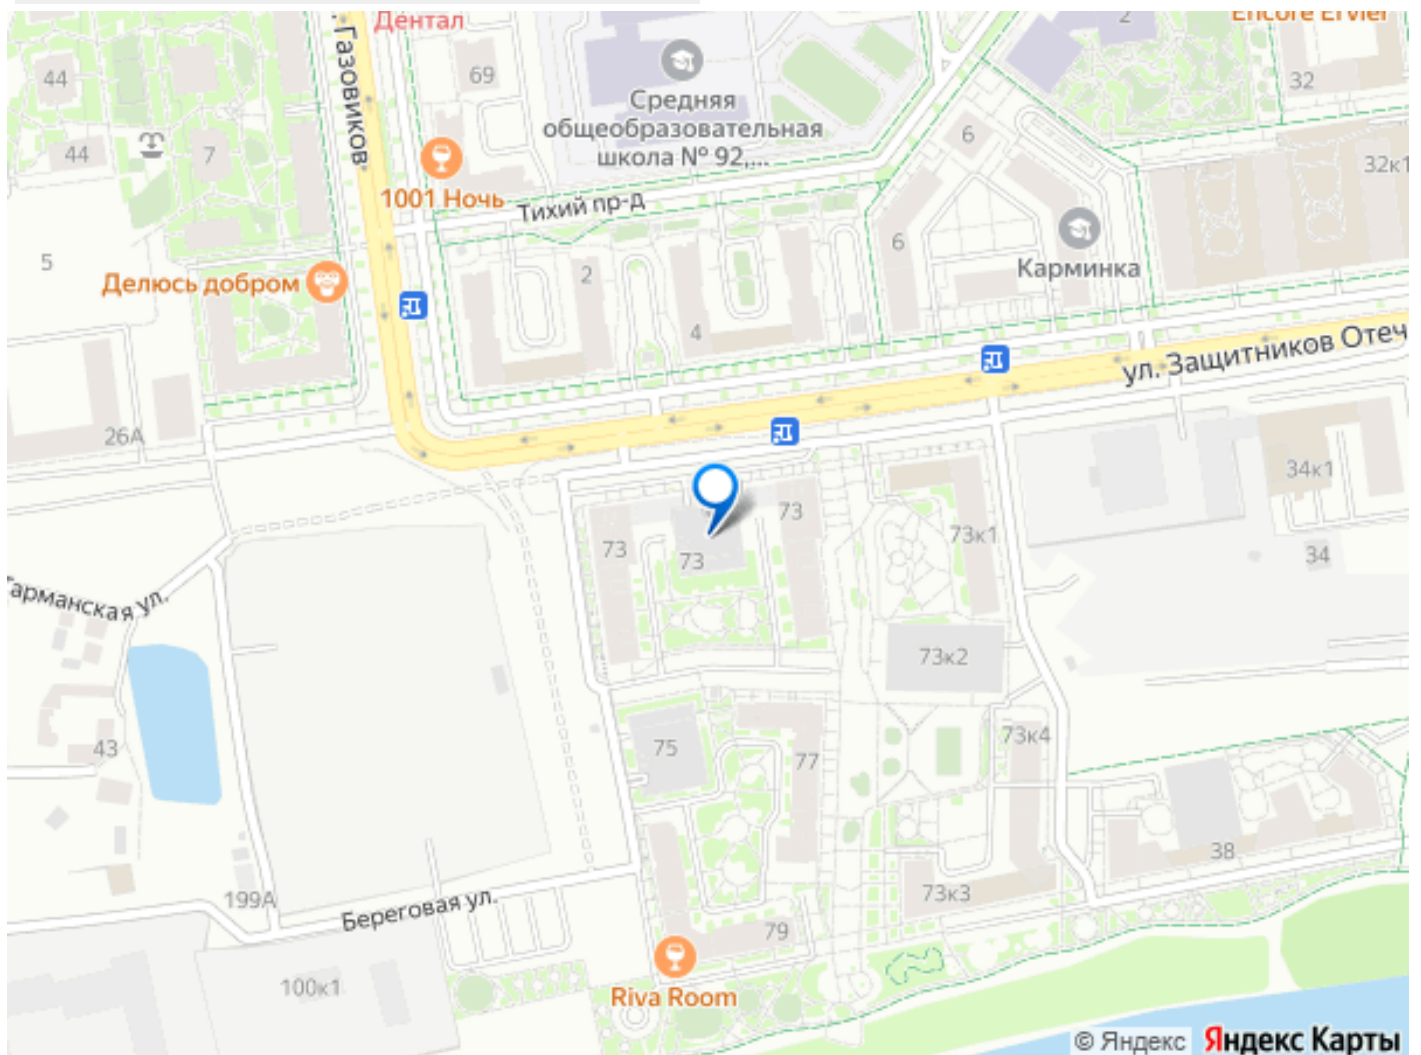 Дентал
Encore Ervier
2
ул. Газовиков
44
69
32
Средняя
общеобразовательная
школа № 92,...
6
44
7
1001 Ночь
32к1
Тихий пр-д
5
6
Карминка
Делюсь добром
2
4
ул. Защитников Отеч
26А
34к1
73
73
73
73к1
34
Тарманская ул.
73к2
43
75
77
73к4
38
199А
Береговая ул.
73к3
79
100к1
Riva Room
© Яндекс Яндекс Карты